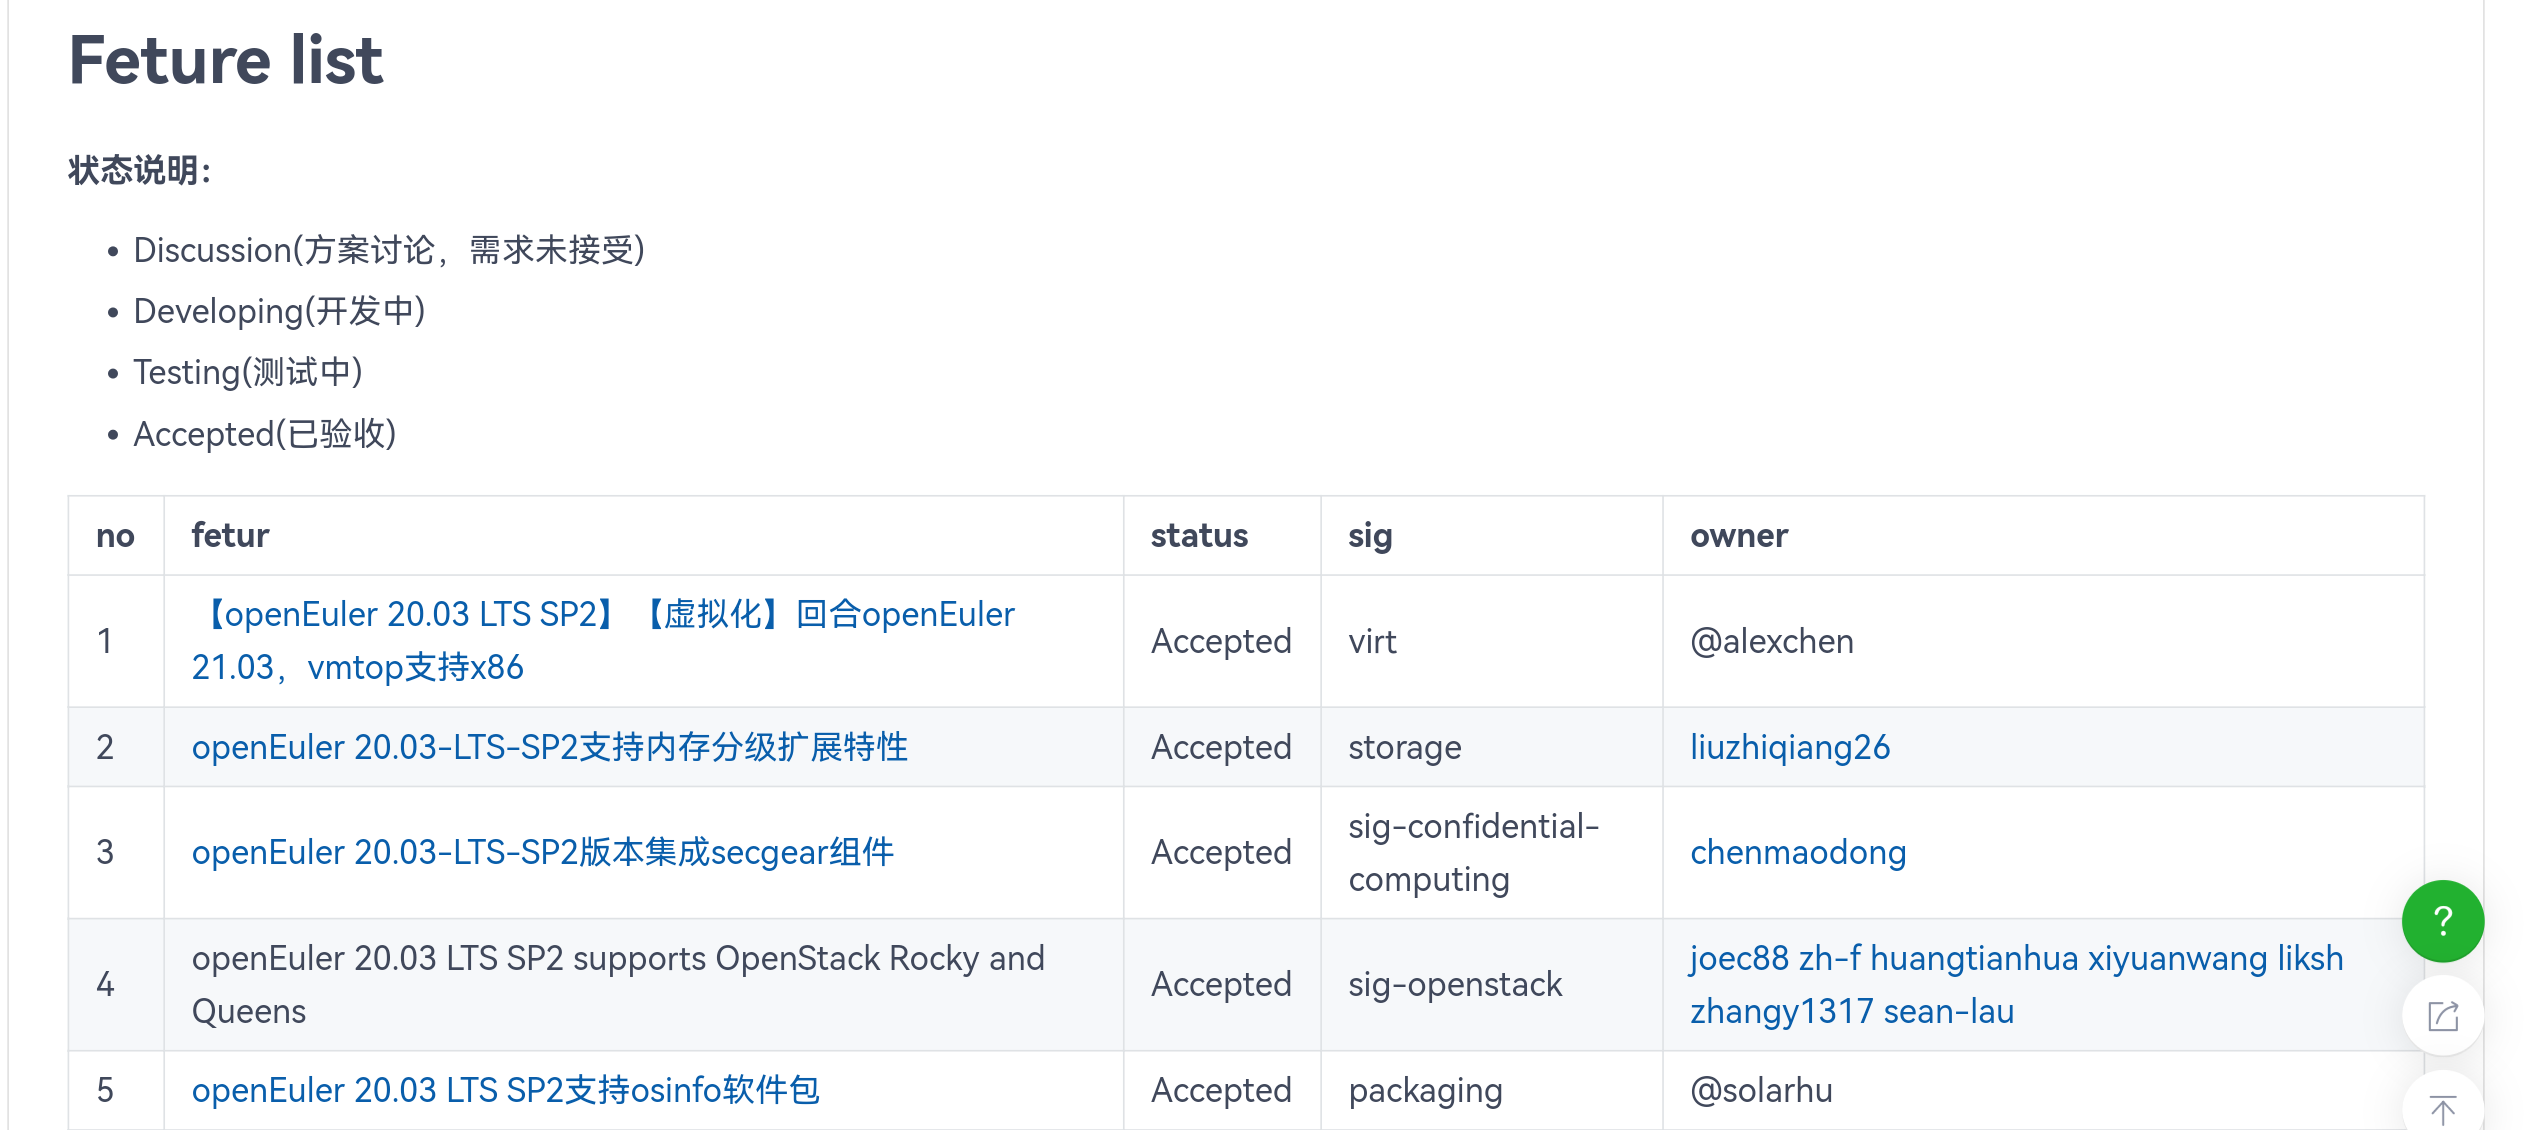 Feture list
状态说明：
• Discussion(方案讨论，需求未接受)
• Developing(开发中)
• Testing(测试中)
• Accepted(已验收)
no fetur status sig owner
1 【openEuler 20.03 LTS SP2】【虚拟化】回合openEuler
21.03，vmtop支持x86 Accepted virt @alexchen
2 openEuler 20.03-LTS-SP2支持内存分级扩展特性 Accepted storage liuzhiqiang26
3 openEuler 20.03-LTS-SP2版本集成secgear组件 Accepted sig-confidential-
computing chenmaodong
4 openEuler 20.03 LTS SP2 supports OpenStack Rocky and
Queens Accepted sig-openstack joec88 zh-f huangtianhua xiyuanwang liksh
zhangy1317 sean-lau
5 openEuler 20.03 LTS SP2支持osinfo软件包 Accepted packaging @solarhu
?